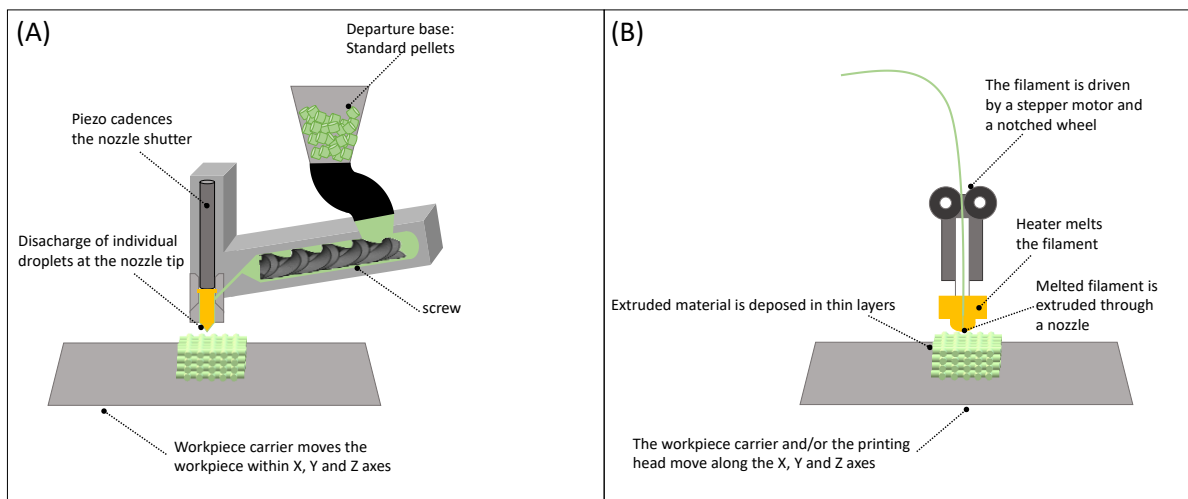 (A)
Departure base:
Standard pellets
Piezo cadences
the nozzle shutter
Disacharge of individual
droplets at the nozzle tip
screw
Workpiece carrier moves the
workpiece within X, Y and Z axes
(B)
The filament is driven
by a stepper motor and
a notched wheel
Heater melts
the filament
Melted filament is
extruded through
a nozzle
Extruded material is deposed in thin layers
The workpiece carrier and/or the printing
head move along the X, Y and Z axes